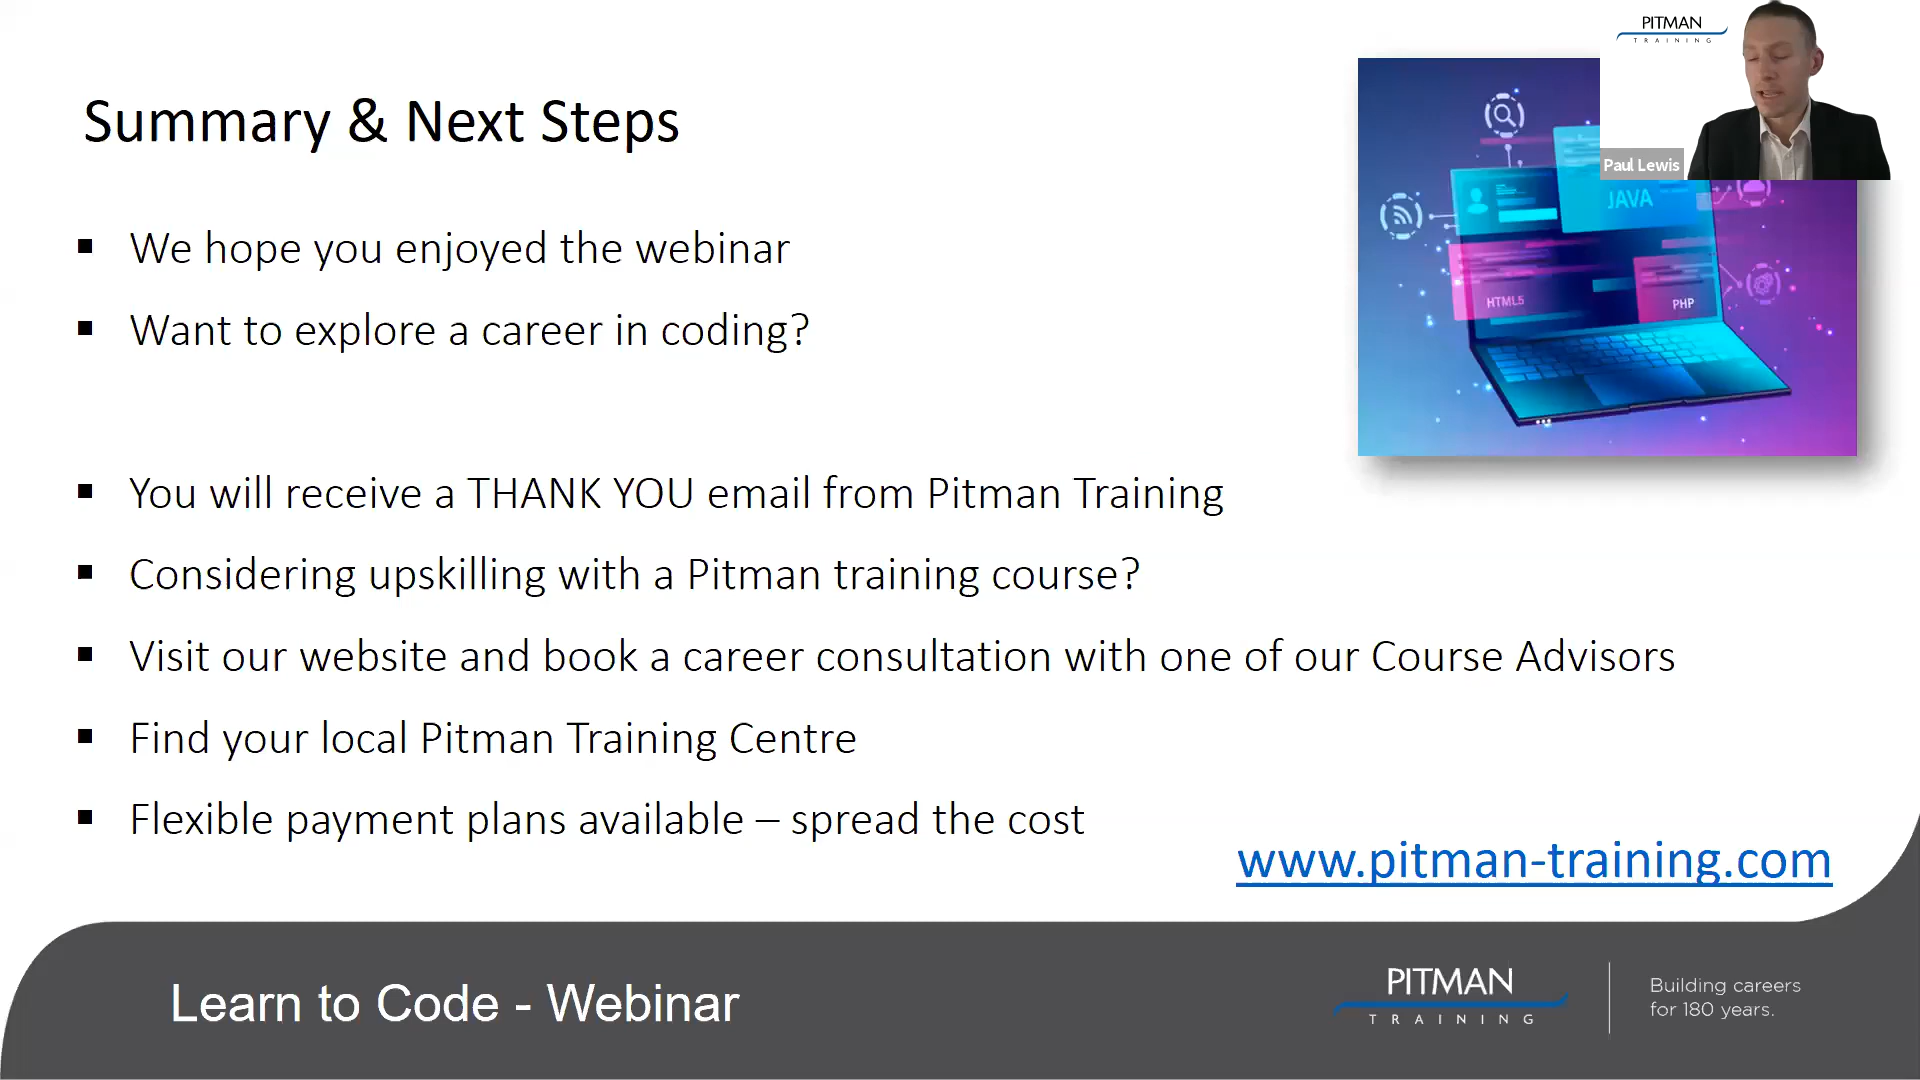 PITMAN
TRAINING
Paul Lewis
Summary & Next Steps
JAVA
HTML5
PHP
▪ We hope you enjoyed the webinar
▪ Want to explore a career in coding?
▪ You will receive a THANK YOU email from Pitman Training
▪ Considering upskilling with a Pitman training course?
▪ Visit our website and book a career consultation with one of our Course Advisors
▪ Find your local Pitman Training Centre
▪ Flexible payment plans available – spread the cost
www.pitman-training.com
Learn to Code - Webinar
PITMAN
TRAINING
Building careers
for 180 years.